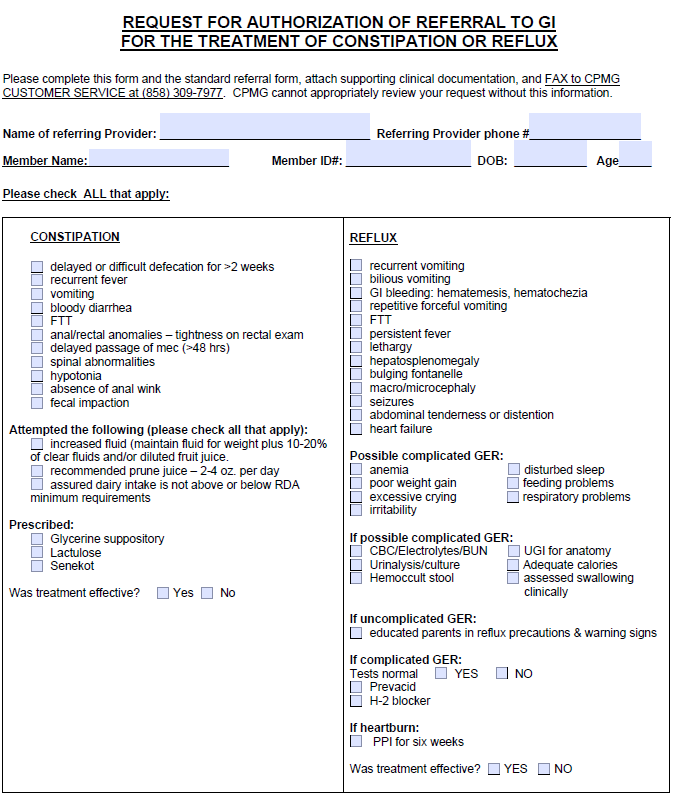 REQUEST FOR AUTHORIZATION OF REFERRAL TO GI
FOR THE TREATMENT OF CONSTIPATION OR REFLUX
Please complete this form and the standard referral form, attach supporting clinical documentation, and FAX to CPMG
CUSTOMER SERVICE at (858) 309-7977. CPMG cannot appropriately review your request without this information.
Name of referring Provider: Referring Provider phone #
Member Name: Member ID#: DOB: Age
Please check ALL that apply:
CONSTIPATION
delayed or difficult defecation for >2 weeks
recurrent fever
vomiting
bloody diarrhea
FTT
anal/rectal anomalies – tightness on rectal exam
delayed passage of mec (>48 hrs)
spinal abnormalities
hypotonia
absence of anal wink
fecal impaction
Attempted the following (please check all that apply):
increased fluid (maintain fluid for weight plus 10-20%
of clear fluids and/or diluted fruit juice.
recommended prune juice – 2-4 oz. per day
assured dairy intake is not above or below RDA
minimum requirements
Prescribed:
Glycerine suppository
Lactulose
Senekot
Was treatment effective? Yes No
REFLUX
recurrent vomiting
bilious vomiting
GI bleeding: hematemesis, hematochezia
repetitive forceful vomiting
FTT
persistent fever
lethargy
hepatosplenomegaly
bulging fontanelle
macro/microcephaly
seizures
abdominal tenderness or distention
heart failure
Possible complicated GER:
anemia disturbed sleep
poor weight gain feeding problems
excessive crying respiratory problems
irritability
If possible complicated GER:
CBC/Electrolytes/BUN UGI for anatomy
Urinalysis/culture Adequate calories
Hemoccult stool assessed swallowing
clinically
If uncomplicated GER:
educated parents in reflux precautions & warning signs
If complicated GER:
Tests normal YES NO
Prevacid
H-2 blocker
If heartburn:
PPI for six weeks
Was treatment effective? YES NO